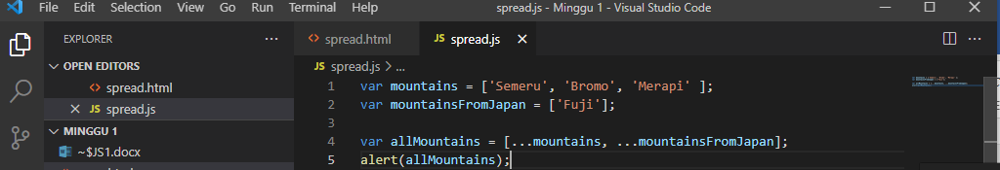 File Edit Selection View Go Run Terminal Help spread.js - Minggu 1 - Visual Studio Code
EXPLORER ···
OPEN EDITORS
<> spread.html
× JS spread.js
MINGGU 1
~$JS1.docx
<> spread.html JS spread.js ×
JS spread.js > ...
1 var mountains = ['Semeru', 'Bromo', 'Merapi' ];
2 var mountainsFromJapan = ['Fuji'];
3
4 var allMountains = [...mountains, ...mountainsFromJapan];
5 alert(allMountains);